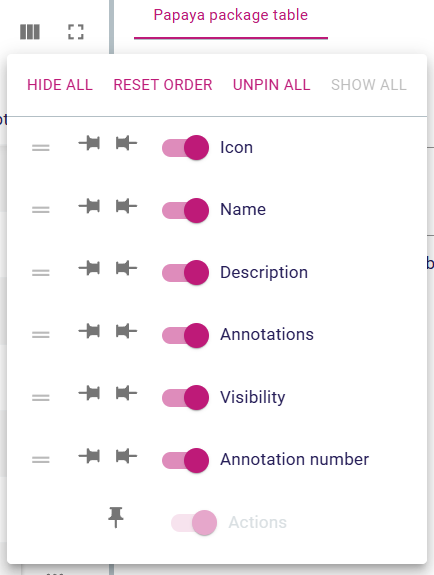 Papaya package table
HIDE ALL RESET ORDER UNPIN ALL SHOW ALL
Icon
Name
Description
Annotations
Visibility
Annotation number
Actions